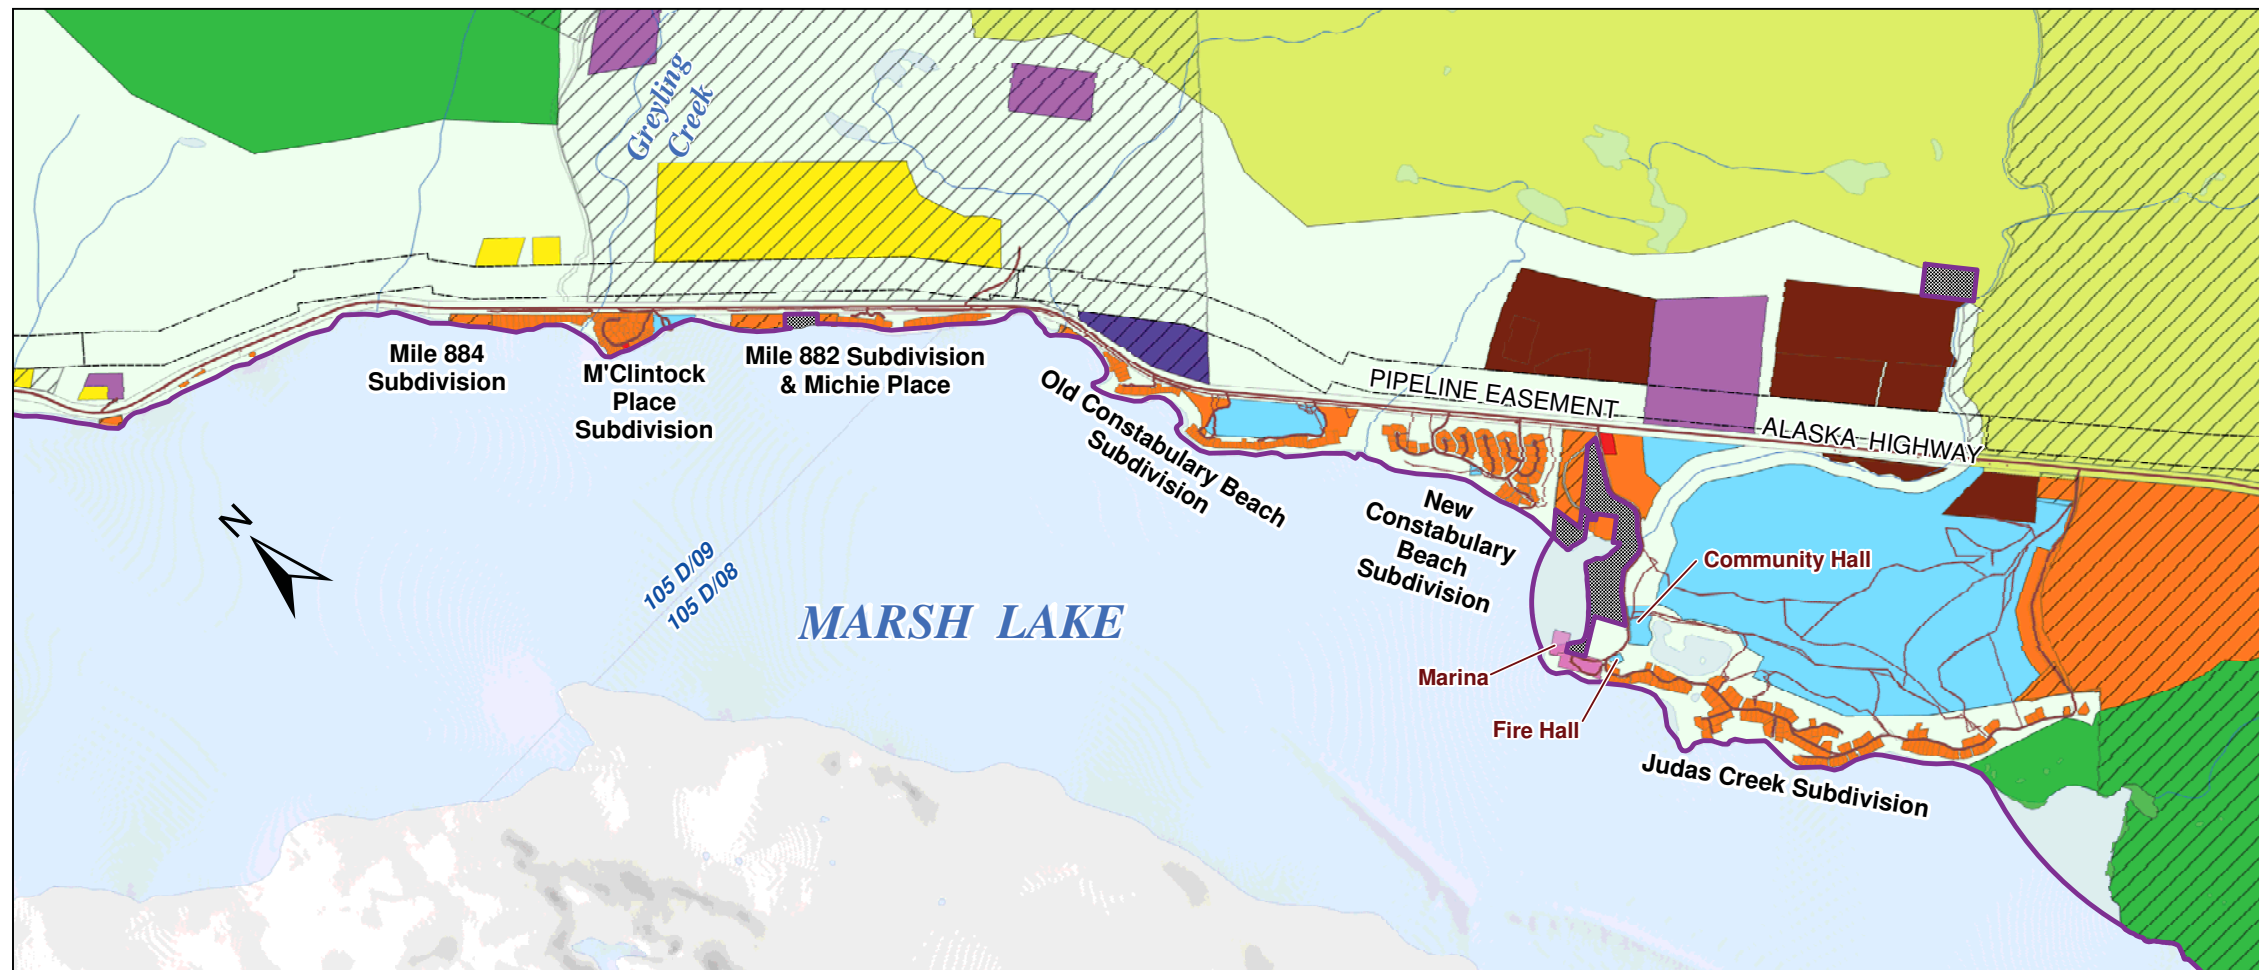 Greyling
Creek
Mile 884
Subdivision
M'Clintock
Place
Subdivision
Mile 882 Subdivision
& Michie Place
Old Constabulary Beach
Subdivision
PIPELINE EASEMENT
ALASKA HIGHWAY
New
Constabulary
Beach
Subdivision
N
105 D/09
105 D/08
MARSH LAKE
Community Hall
Marina
Fire Hall
Judas Creek Subdivision